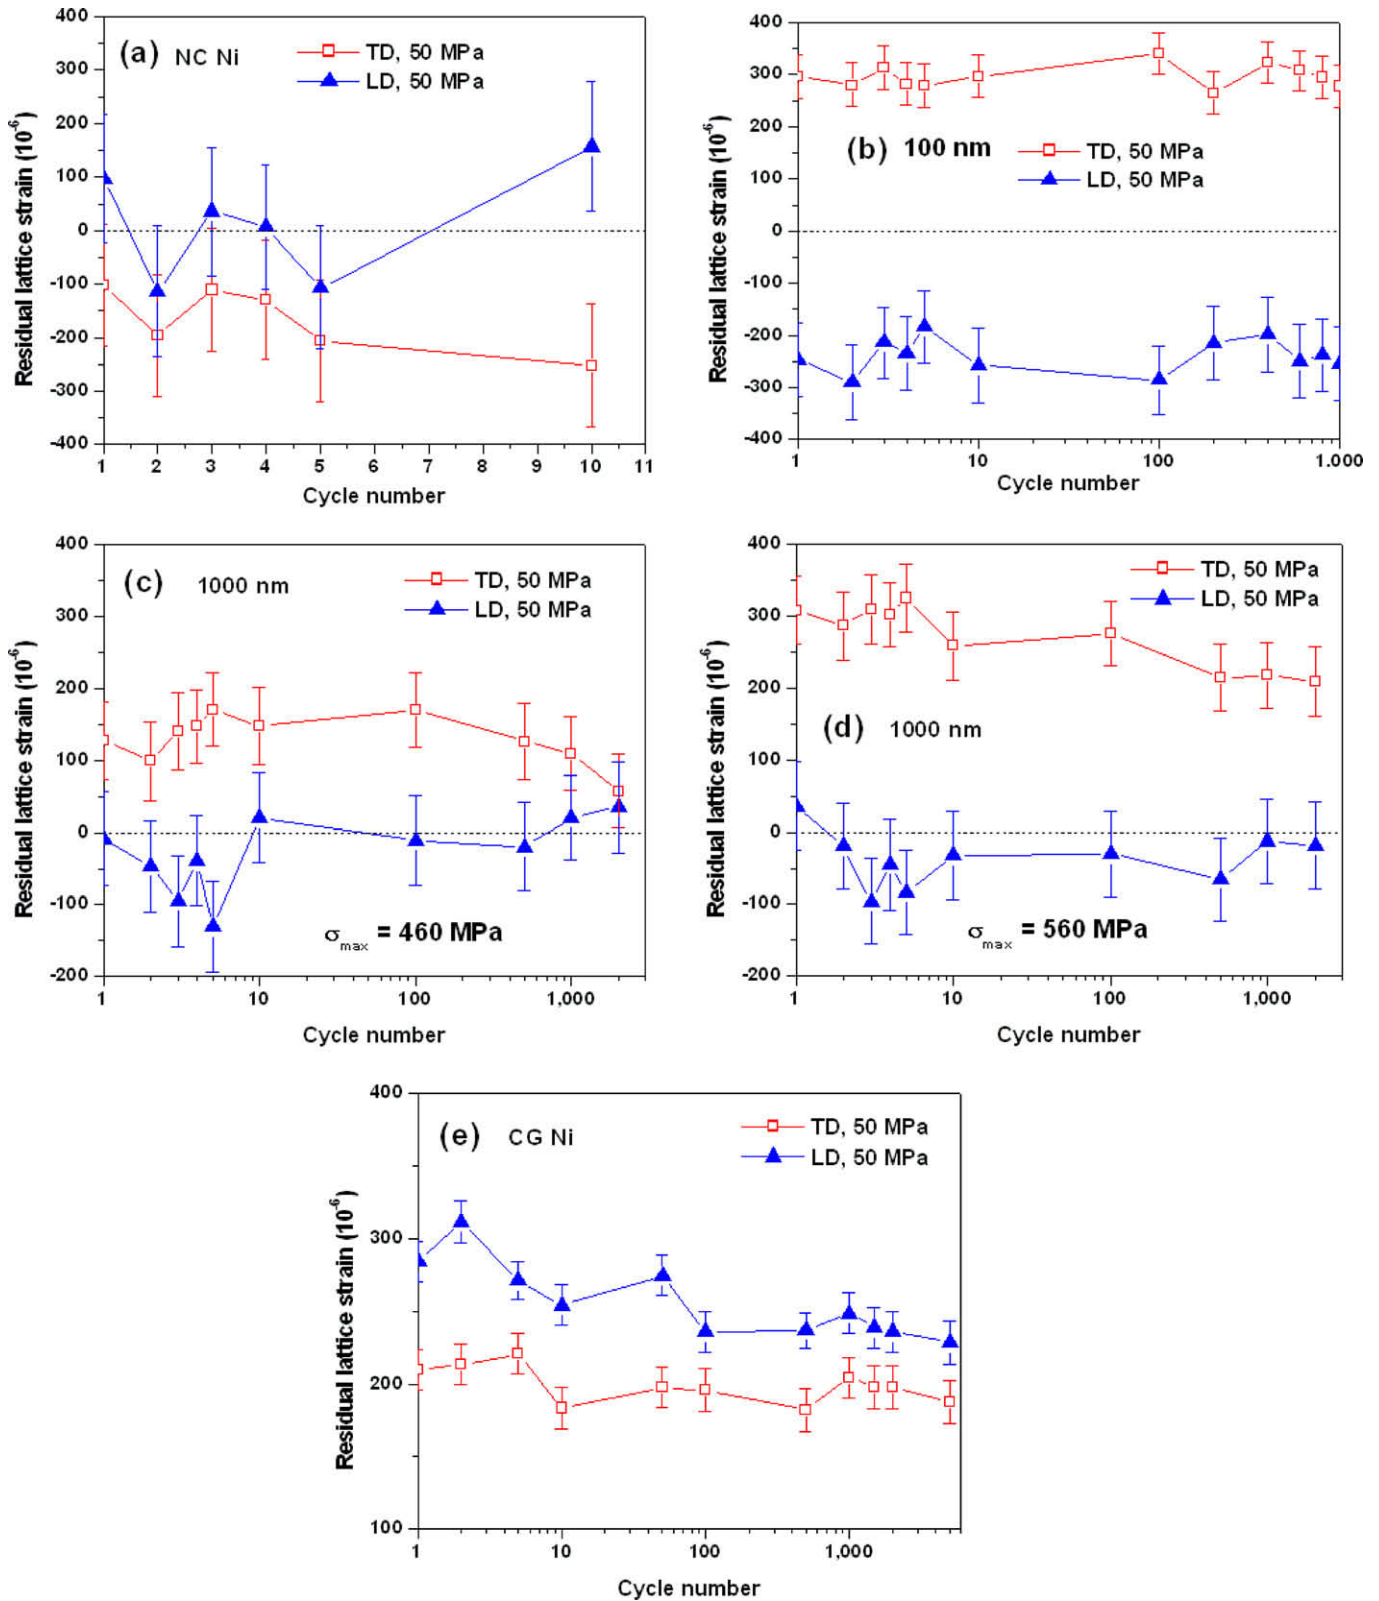 (a) NC Ni
TD, 50 MPa
LD, 50 MPa
Residual lattice strain (10⁻⁶)
400
300
200
100
0
-100
-200
-300
-400
1 2 3 4 5 6 7 8 9 10 11
Cycle number
(b) 100 nm
TD, 50 MPa
LD, 50 MPa
Residual lattice strain (10⁻⁶)
400
300
200
100
0
-100
-200
-300
-400
1 10 100 1.000
Cycle number
(c) 1000 nm
TD, 50 MPa
LD, 50 MPa
Residual lattice strain (10⁻⁶)
400
300
200
100
0
-100
-200
σmax = 460 MPa
1 10 100 1,000
Cycle number
TD, 50 MPa
LD, 50 MPa
(d) 1000 nm
Residual lattice strain (10⁻⁶)
400
300
200
100
0
-100
-200
σmax = 560 MPa
1 10 100 1,000
Cycle number
(e) CG Ni
TD, 50 MPa
LD, 50 MPa
Residual lattice strain (10⁻⁶)
400
300
200
100
1 10 100 1,000
Cycle number